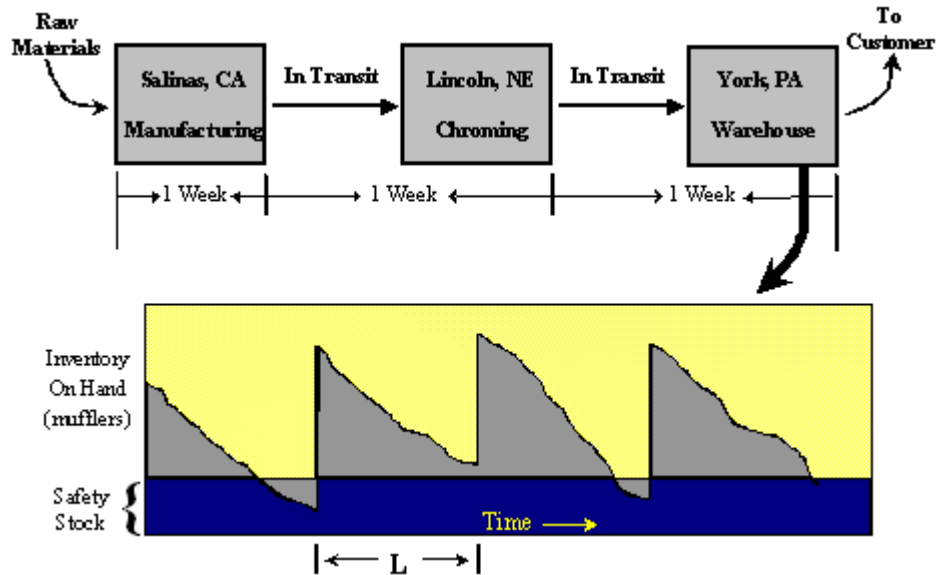 Raw
Materials
To
Customer
Salinas, CA
Manufacturing
In Transit
Lincoln, NE
Chroming
In Transit
York, PA
Warehouse
1 Week
1 Week
1 Week
Inventory
On Hand
(mufflers)
Safety
Stock
Time
L